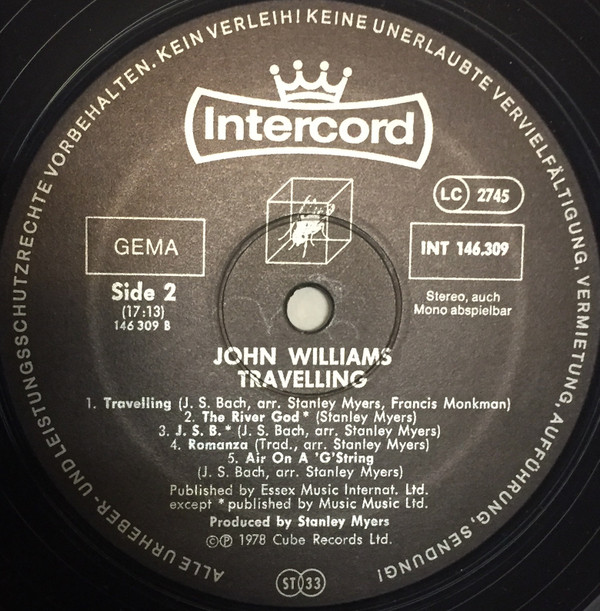 ALLE URHEBER- UND LEISTUNGSSCHUTZRECHTE VORBEHALTEN. KEIN VERLEIH! KEINE UNERLAUBTE VERVIELFÄLTIGUNG, VERMIETUNG, AUFFÜHRUNG, SENDUNG!
Intercord
LC 2745
GEMA
INT 146.309
Side 2
(17:13)
146 309 B
Stereo, auch
Mono abspielbar
JOHN WILLIAMS
TRAVELLING
1. Travelling (J. S. Bach, arr. Stanley Myers, Francis Monkman)
2. The River God* (Stanley Myers)
3. J. S. B.* (J. S. Bach, arr. Stanley Myers)
4. Romanza (Trad., arr. Stanley Myers)
5. Air On A 'G'String
(J. S. Bach, arr. Stanley Myers)
Published by Essex Music Internat. Ltd.
except *published by Music Music Ltd.
Produced by Stanley Myers
©℗ 1978 Cube Records Ltd.
ST 33